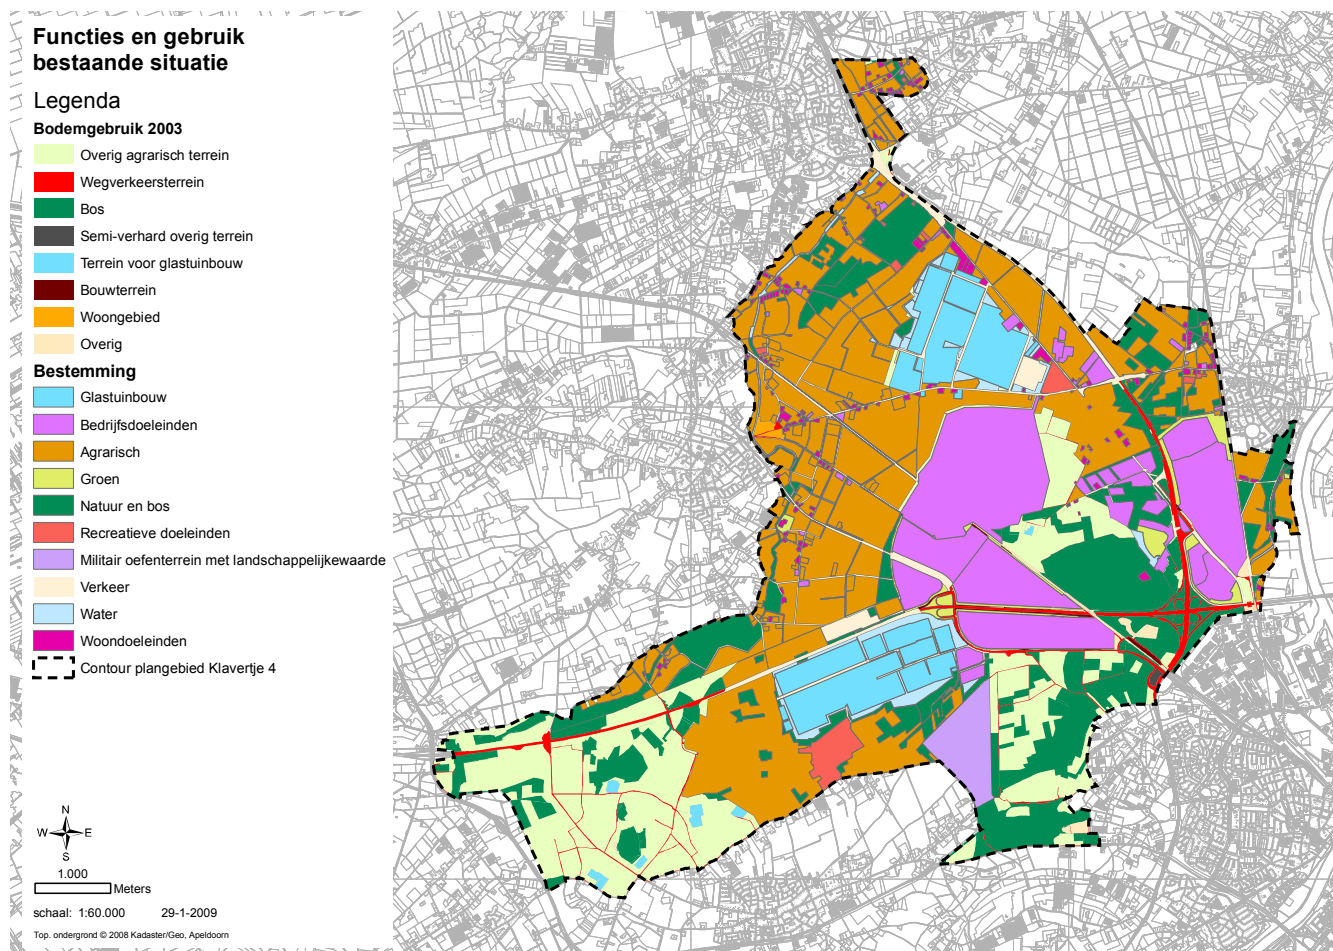 Functies en gebruik
bestaande situatie
Legenda
Bodemgebruik 2003
Overig agrarisch terrein
Wegverkeersterrein
Bos
Semi-verhard overig terrein
Terrein voor glastuinbouw
Bouwterrein
Woongebied
Overig
Bestemming
Glastuinbouw
Bedrijfsdoeleinden
Agrarisch
Groen
Natuur en bos
Recreatieve doeleinden
Militair oefenterrein met landschappelijkewaarde
Verkeer
Water
Woondoeleinden
Contour plangebied Klavertje 4
N
W E
S
1.000
Meters
schaal: 1:60.000 29-1-2009
Top. ondergrond © 2008 Kadaster/Geo, Apeldoorn